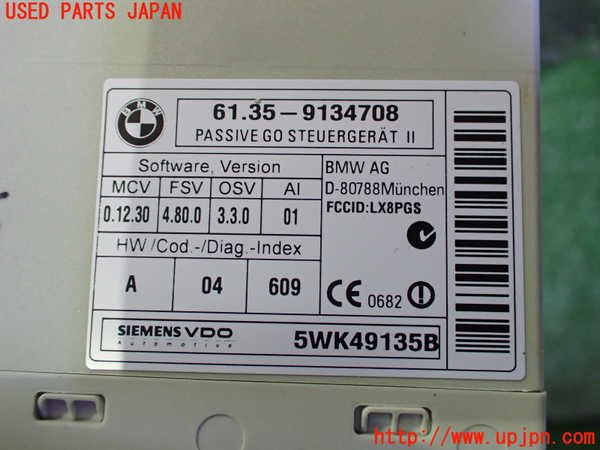 USED PARTS JAPAN
BMW
61.35-9134708
PASSIVE GO STEUERGERÄT II
Software, Version
MCV FSV OSV AI
0.12.30 4.80.0 3.3.0 01
HW/Cod.-/Diag.-Index
A 04 609
BMW AG
D-80788München
FCCID:LX8PGS
CE 0682
SIEMENS VDO
Automotive
5WK49135B
UPJ
http://www.upjpn.com/